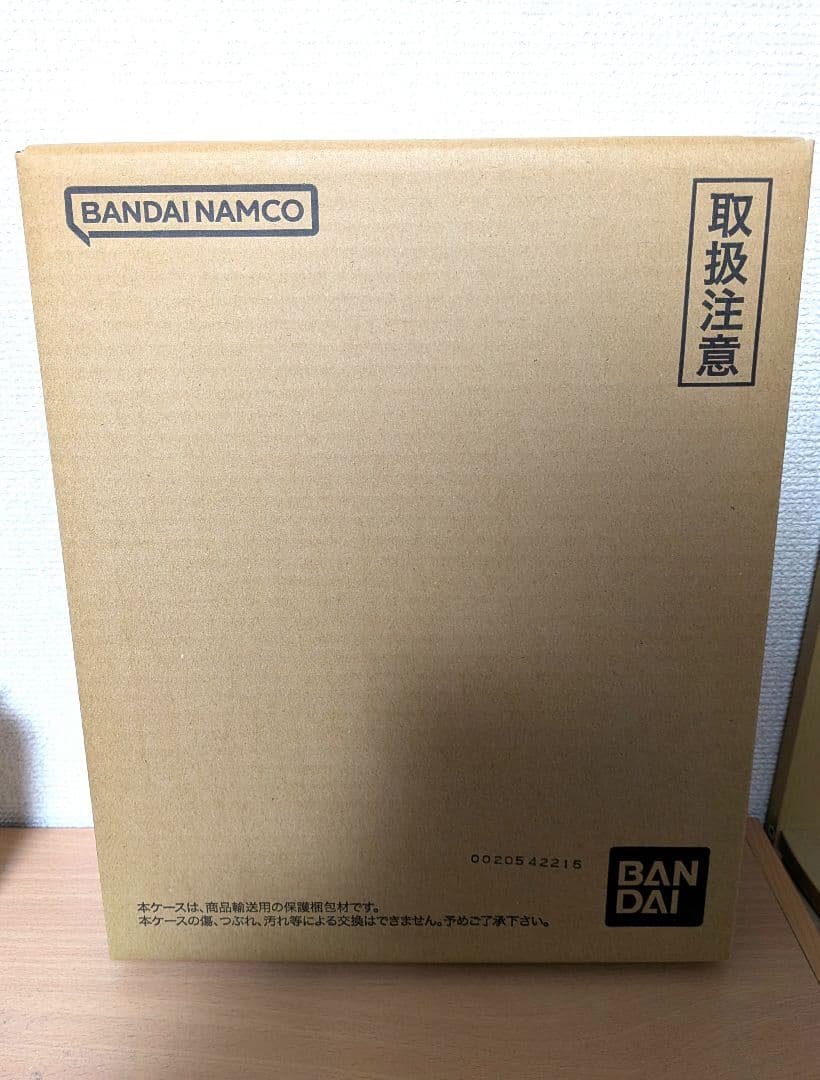 BANDAI NAMCO
取扱注意
0020542215
BAN
DAI
本ケースは、商品輸送用の保護梱包材です。
本ケースの傷、つぶれ、汚れ等による交換はできません。予めご了承下さい。